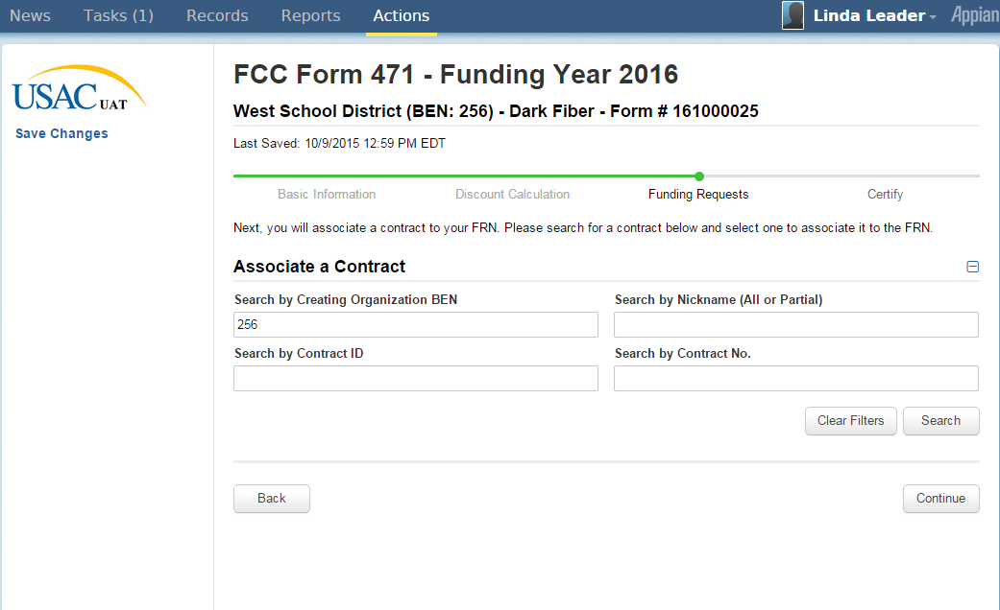 News Tasks (1) Records Reports Actions Linda Leader Appian
USAC UAT
Save Changes
FCC Form 471 - Funding Year 2016
West School District (BEN: 256) - Dark Fiber - Form # 161000025
Last Saved: 10/9/2015 12:59 PM EDT
Basic Information Discount Calculation Funding Requests Certify
Next, you will associate a contract to your FRN. Please search for a contract below and select one to associate it to the FRN.
Associate a Contract
Search by Creating Organization BEN Search by Nickname (All or Partial)
256
Search by Contract ID Search by Contract No.
Clear Filters Search
Back Continue